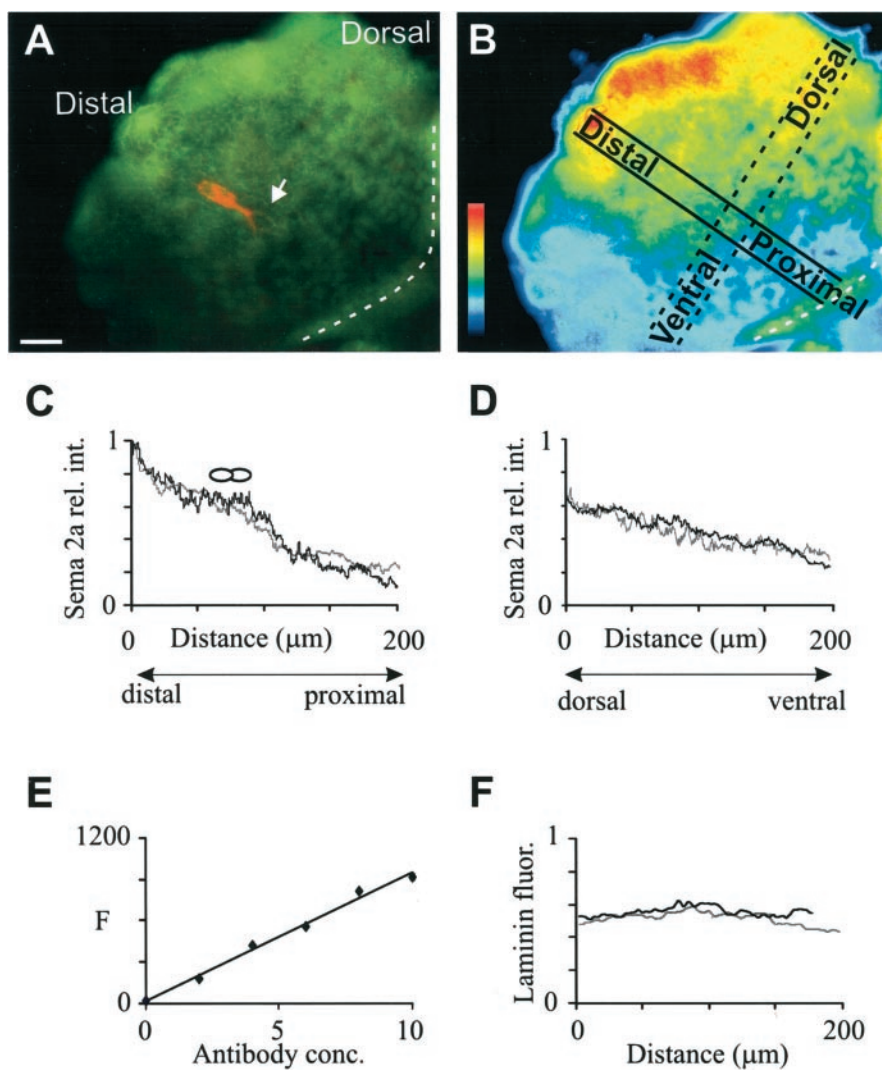 A
Dorsal
Distal
B
Dorsal
Distal
Proximal
Ventral
C
Sema 2a rel. int.
1
0
0
Distance (μm)
200
distal
proximal
D
Sema 2a rel. int.
1
0
0
Distance (μm)
200
dorsal
ventral
E
1200
F
0
0
5
10
Antibody conc.
F
Laminin fluor.
1
0
0
200
Distance (μm)